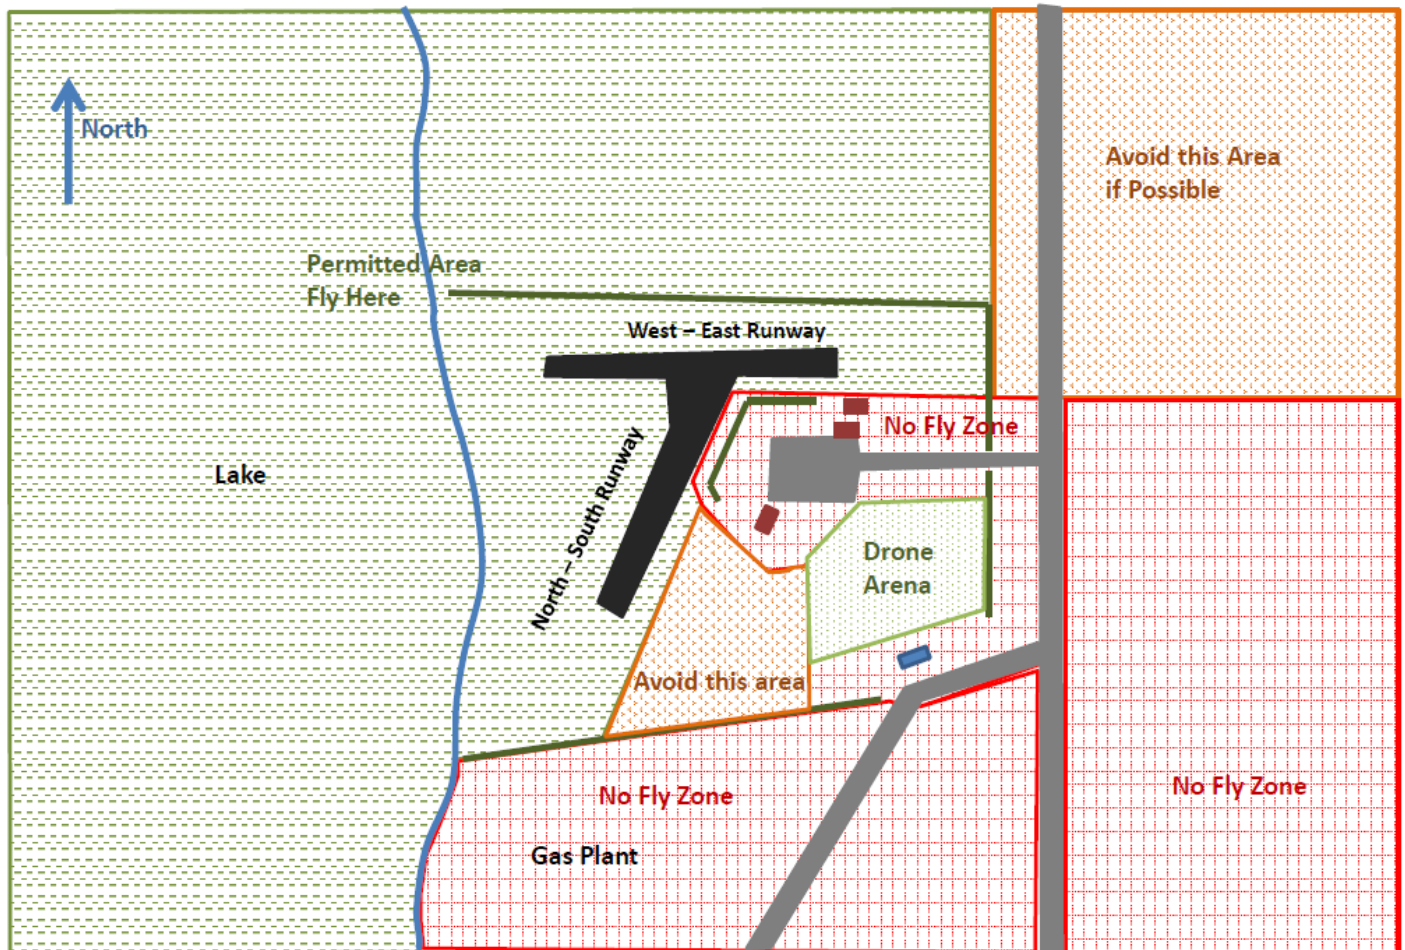 North
Avoid this Area
if Possible
Permitted Area
Fly Here
West – East Runway
No Fly Zone
North – South Runway
Lake
Drone
Arena
Avoid this area
No Fly Zone
No Fly Zone
Gas Plant